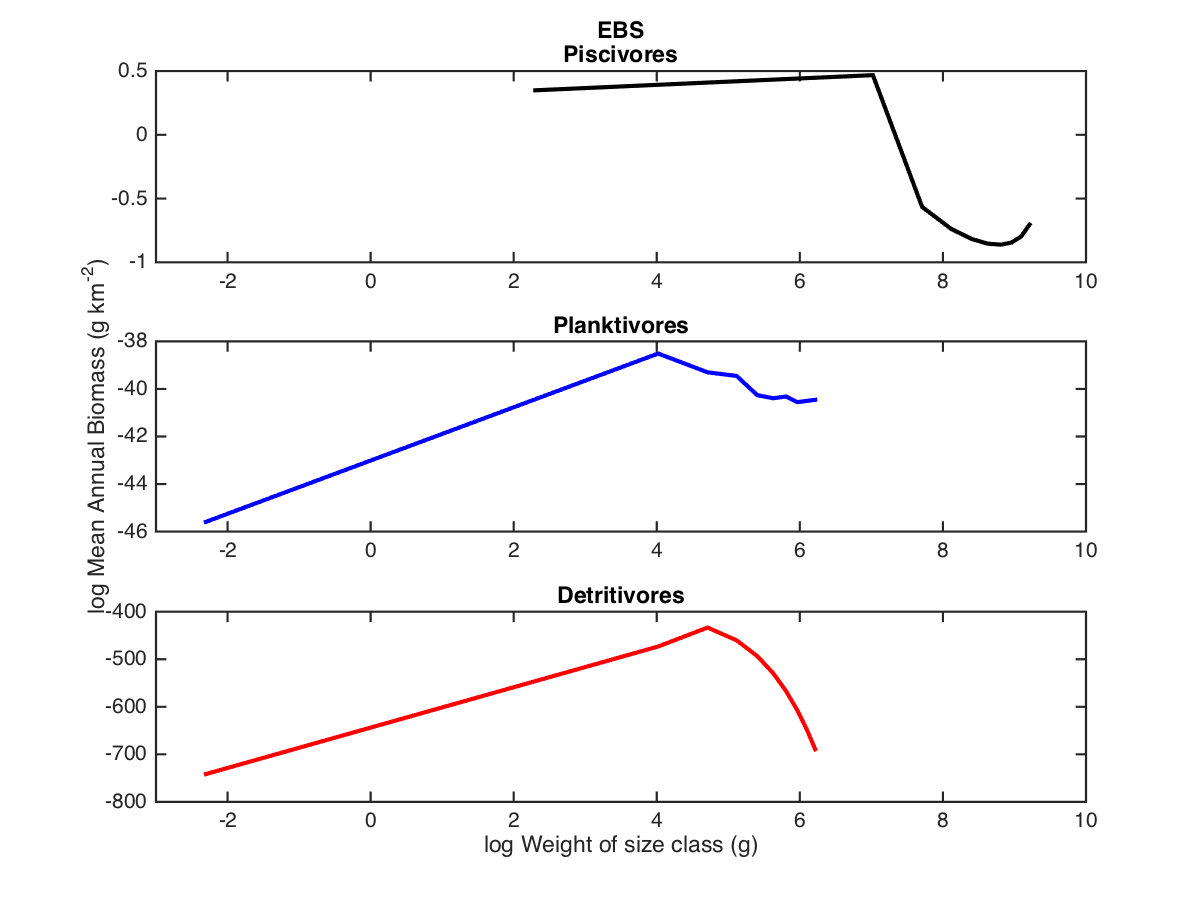 EBS
Piscivores
0.5
0
-0.5
-1
-2 0 2 4 6 8 10
Planktivores
-38
-40
-42
-44
-46
-2 0 2 4 6 8 10
log Mean Annual Biomass (g km-2)
Detritivores
-400
-500
-600
-700
-800
-2 0 2 4 6 8 10
log Weight of size class (g)